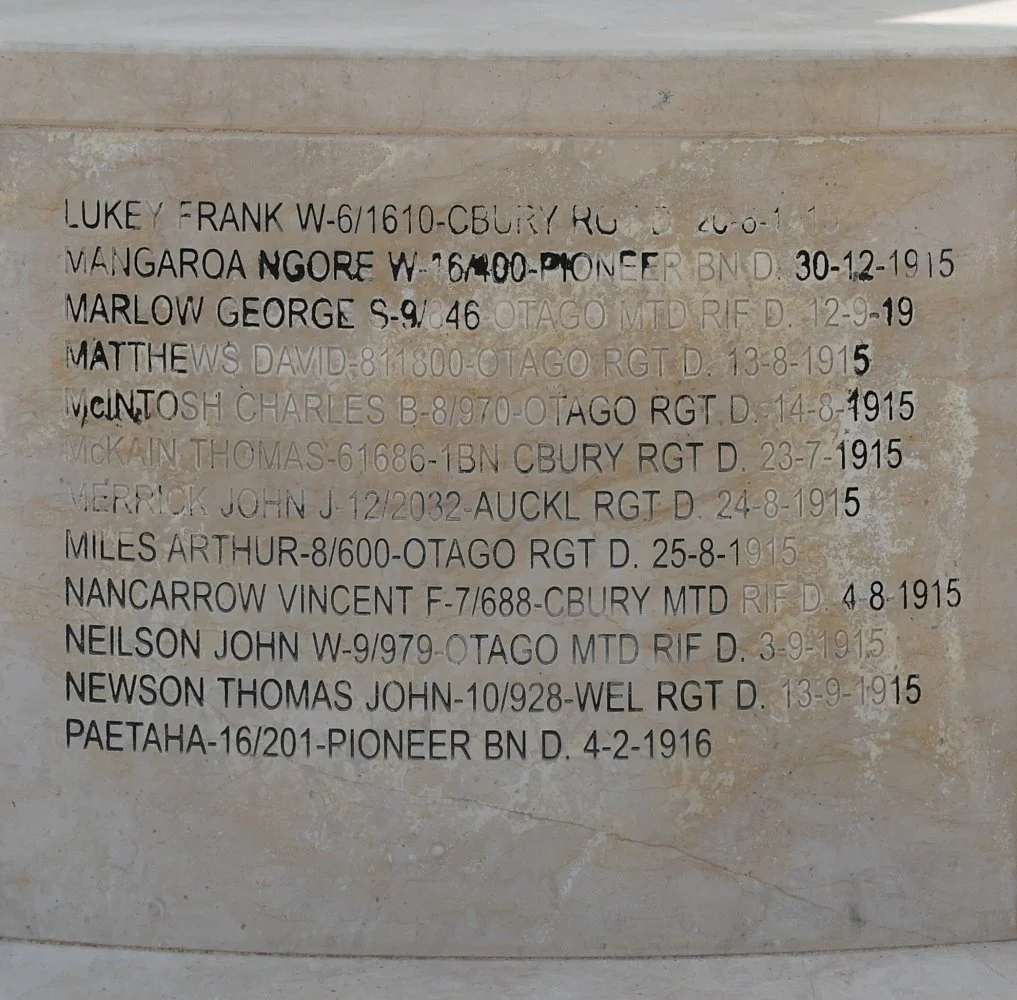 LUKEY FRANK W-6/1610-CBURY
MANGAROA NGORE W-16/400-PIONEER BN D. 30-12-1915
MARLOW GEORGE OTAGO MTD RIF D.
MATTHEWS DAVID-811800-OTAGO RGT D. 13-8-1915
McINTOSH CHARLES B-8/970-OTAGO RGT D. 14-8-1915
McKAIN THOMAS-61686-1BN CBURY RGT D. 23-7-1915
MERRICK JOHN J-12/2032-AUCKL RGT D. 24-8-1915
MILES ARTHUR-8/600-OTAGO RGT D. 25-8-1915
NANCARROW VINCENT F-7/688-CBURY MTD RIF D. 4-8-1915
NEILSON JOHN W-9/979-OTAGO MTD RIF D. 3-9-1915
NEWSON THOMAS JOHN-10/928-WEL RGT D. 13-9-1915
PAETAHA-16/201-PIONEER BN D. 4-2-1916